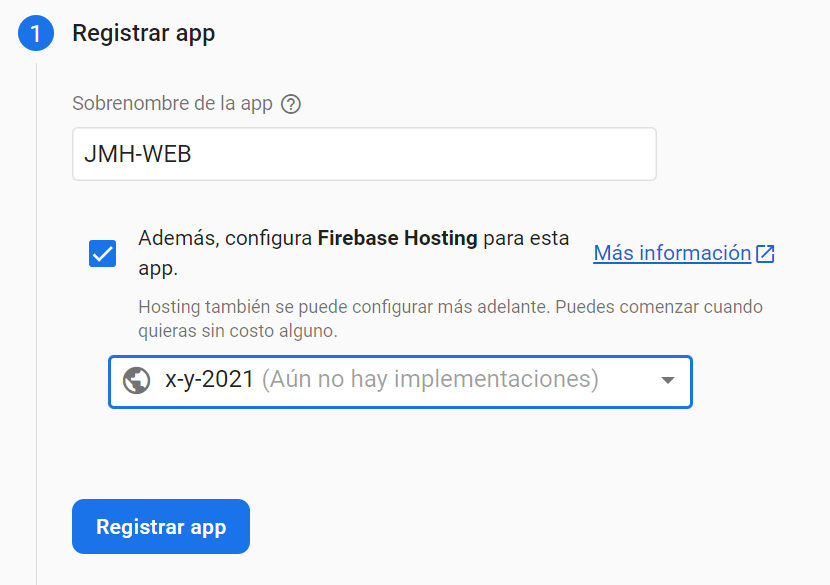 1 Registrar app
Sobrenombre de la app ?
JMH-WEB
Además, configura Firebase Hosting para esta
app.
Más información
Hosting también se puede configurar más adelante. Puedes comenzar cuando
quieras sin costo alguno.
x-y-2021 (Aún no hay implementaciones)
Registrar app